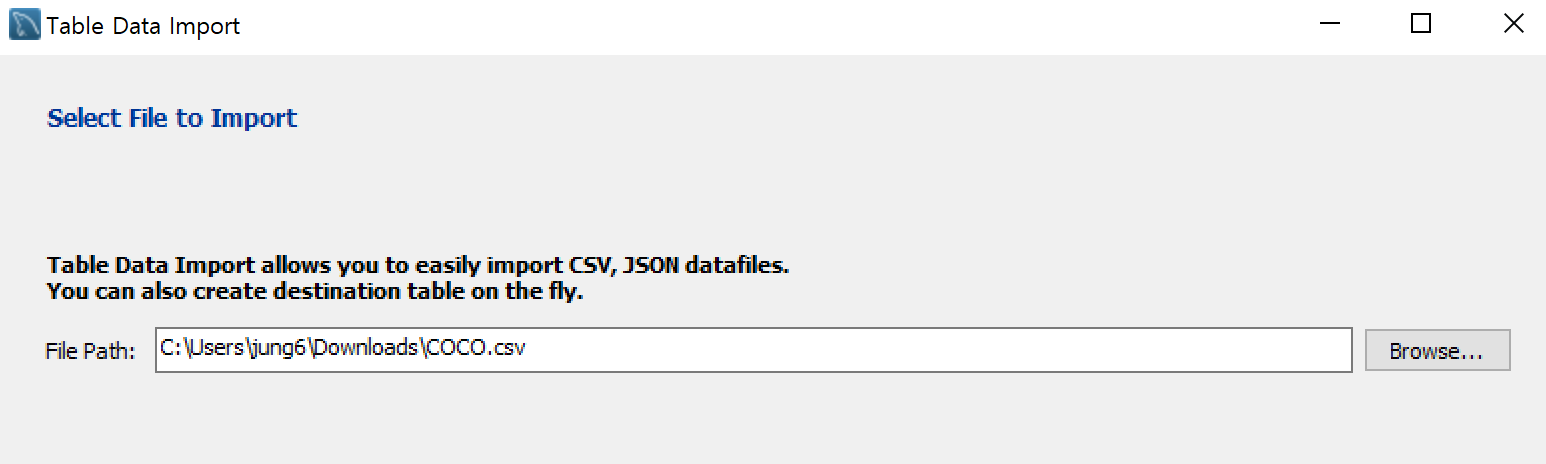 Table Data Import
Select File to Import
Table Data Import allows you to easily import CSV, JSON datafiles.
You can also create destination table on the fly.
File Path: C:\Users\jung6\Downloads\COCO.csv Browse...